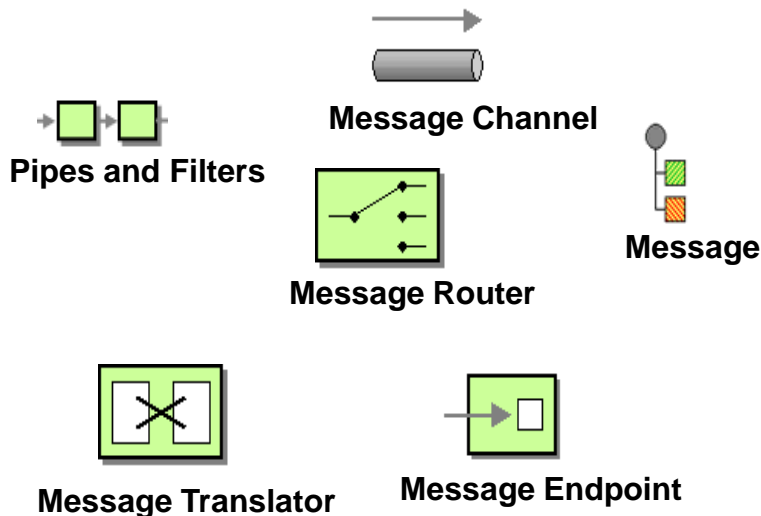 Message Channel
Pipes and Filters
Message
Message Router
Message Translator
Message Endpoint